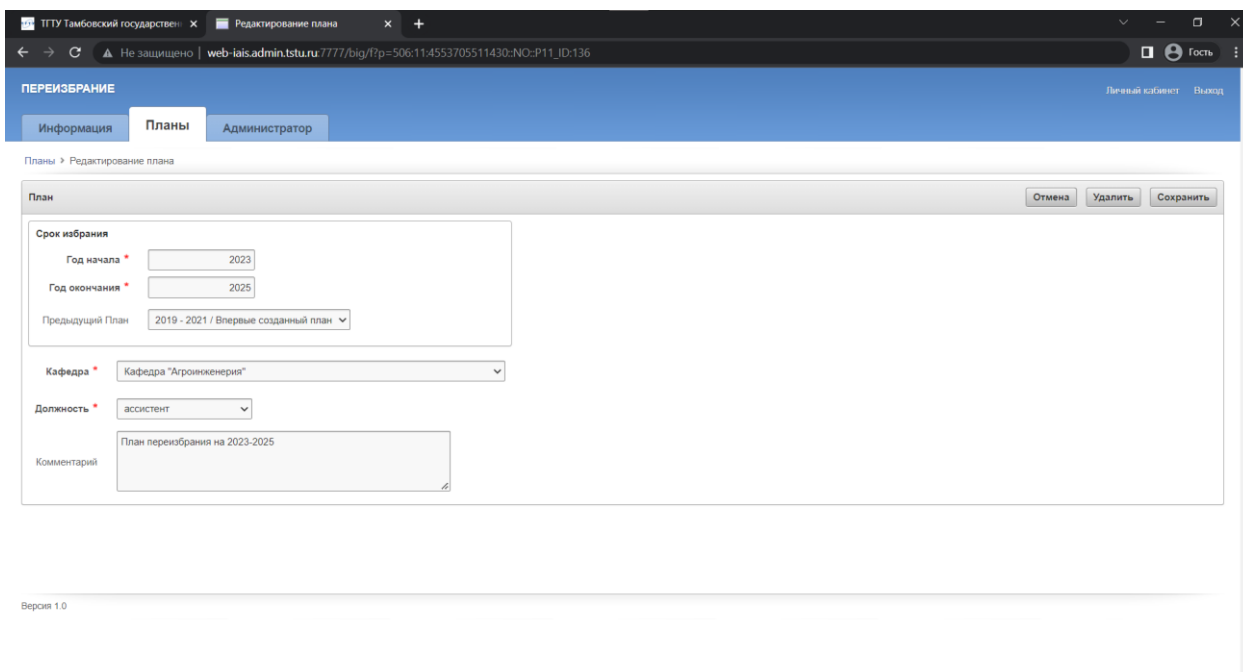 ТГТУ Тамбовский государствен
Редактирование плана
Не защищено | web-iais.admin.tstu.ru:7777/big/f?p=506:11:4553705511430::NO::P11_ID:136
Гость
ПЕРЕИЗБРАНИЕ
Личный кабинет Выход
Информация Планы Администратор
Планы > Редактирование плана
План
Отмена Удалить Сохранить
Срок избрания
Год начала * 2023
Год окончания * 2025
Предыдущий План 2019 - 2021 / Впервые созданный план
Кафедра * Кафедра "Агроинженерия"
Должность * ассистент
Комментарий План переизбрания на 2023-2025
Версия 1.0